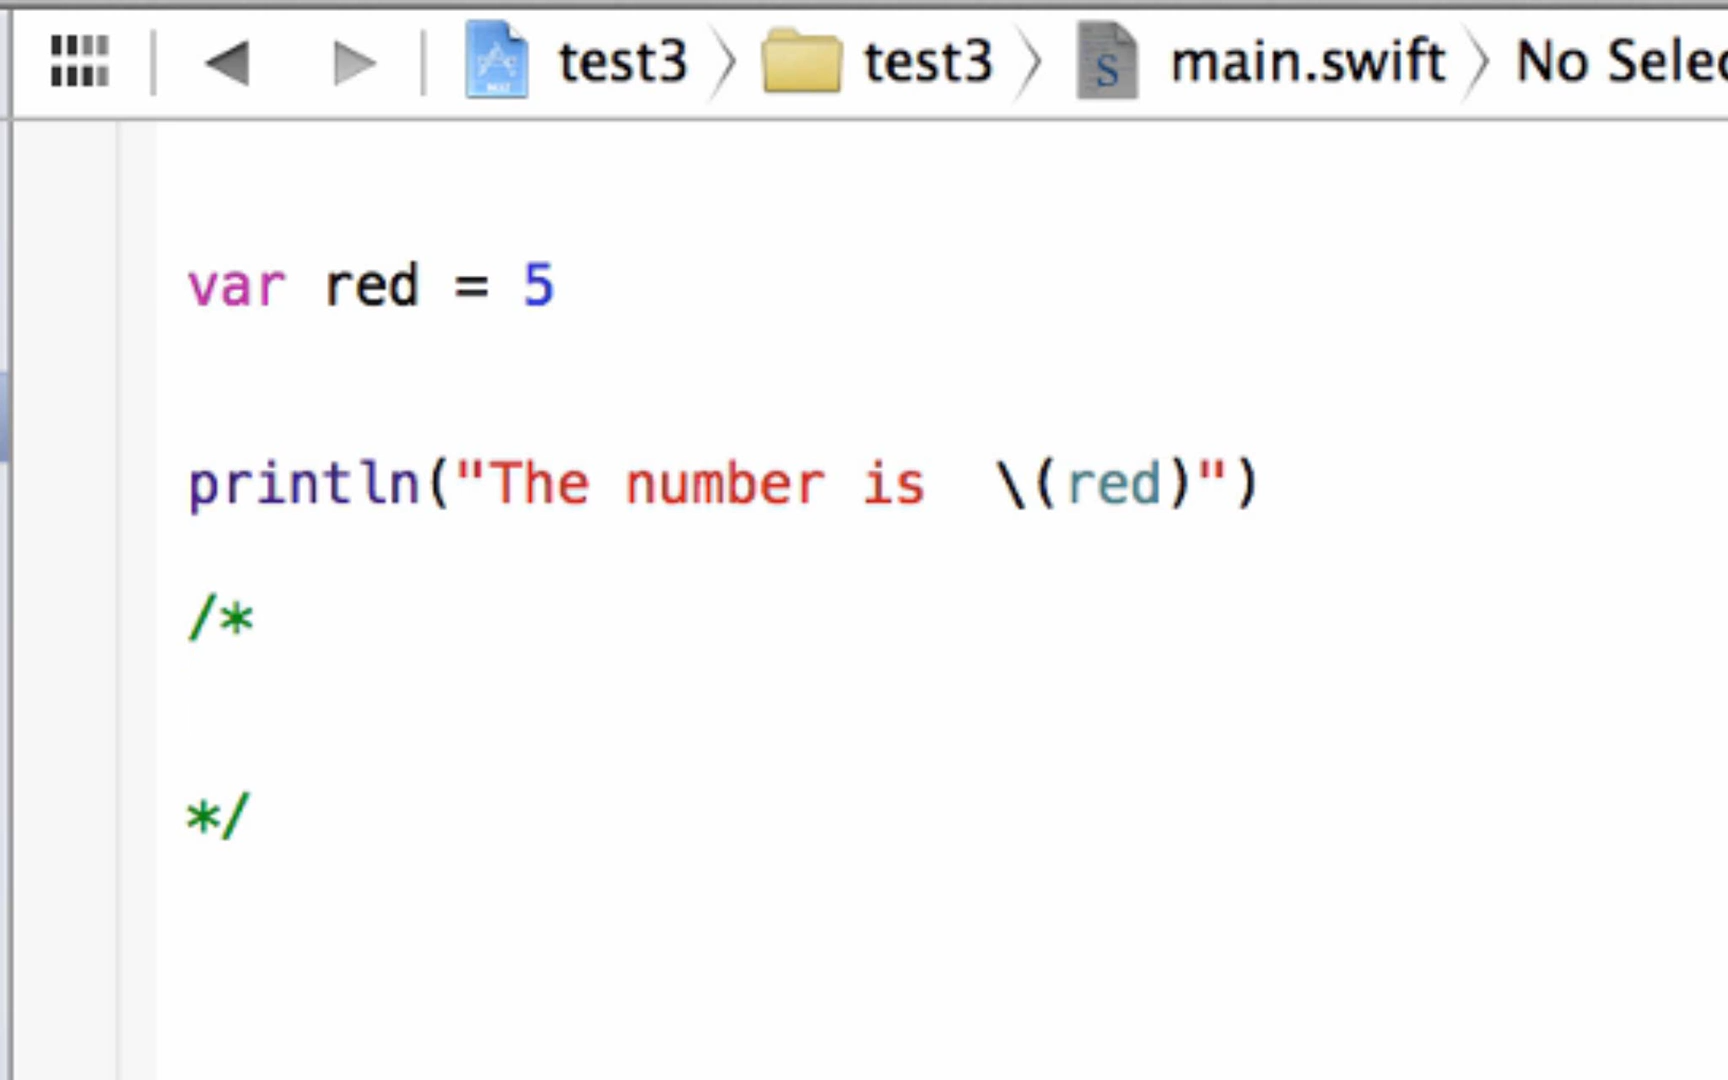 test3 test3 main.swift No Selec
var red = 5
println("The number is  \(red)")
/*
*/